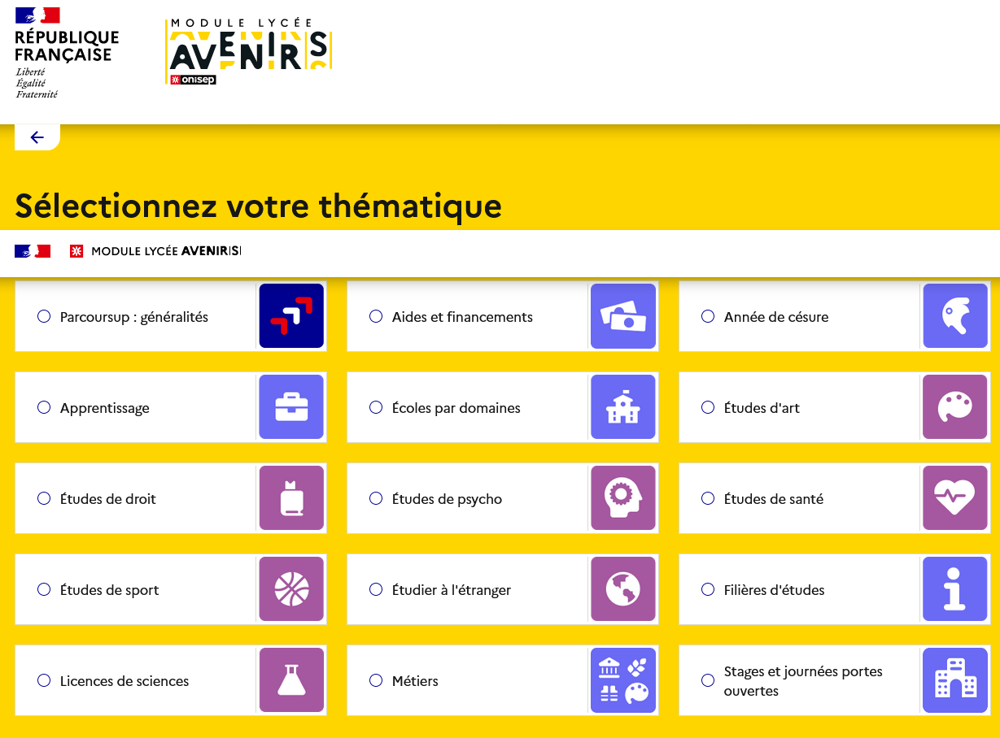 MODULE LYCÉE
RÉPUBLIQUE
FRANÇAISE
AVENIR(S)
Liberté
Égalité
Fraternité
onisep
Sélectionnez votre thématique
MODULE LYCÉE AVENIR(S)
Parcoursup : généralités
Aides et financements
Année de césure
Apprentissage
Écoles par domaines
Études d'art
Études de droit
Études de psycho
Études de santé
Études de sport
Étudier à l'étranger
Filières d'études
Licences de sciences
Métiers
Stages et journées portes
ouvertes